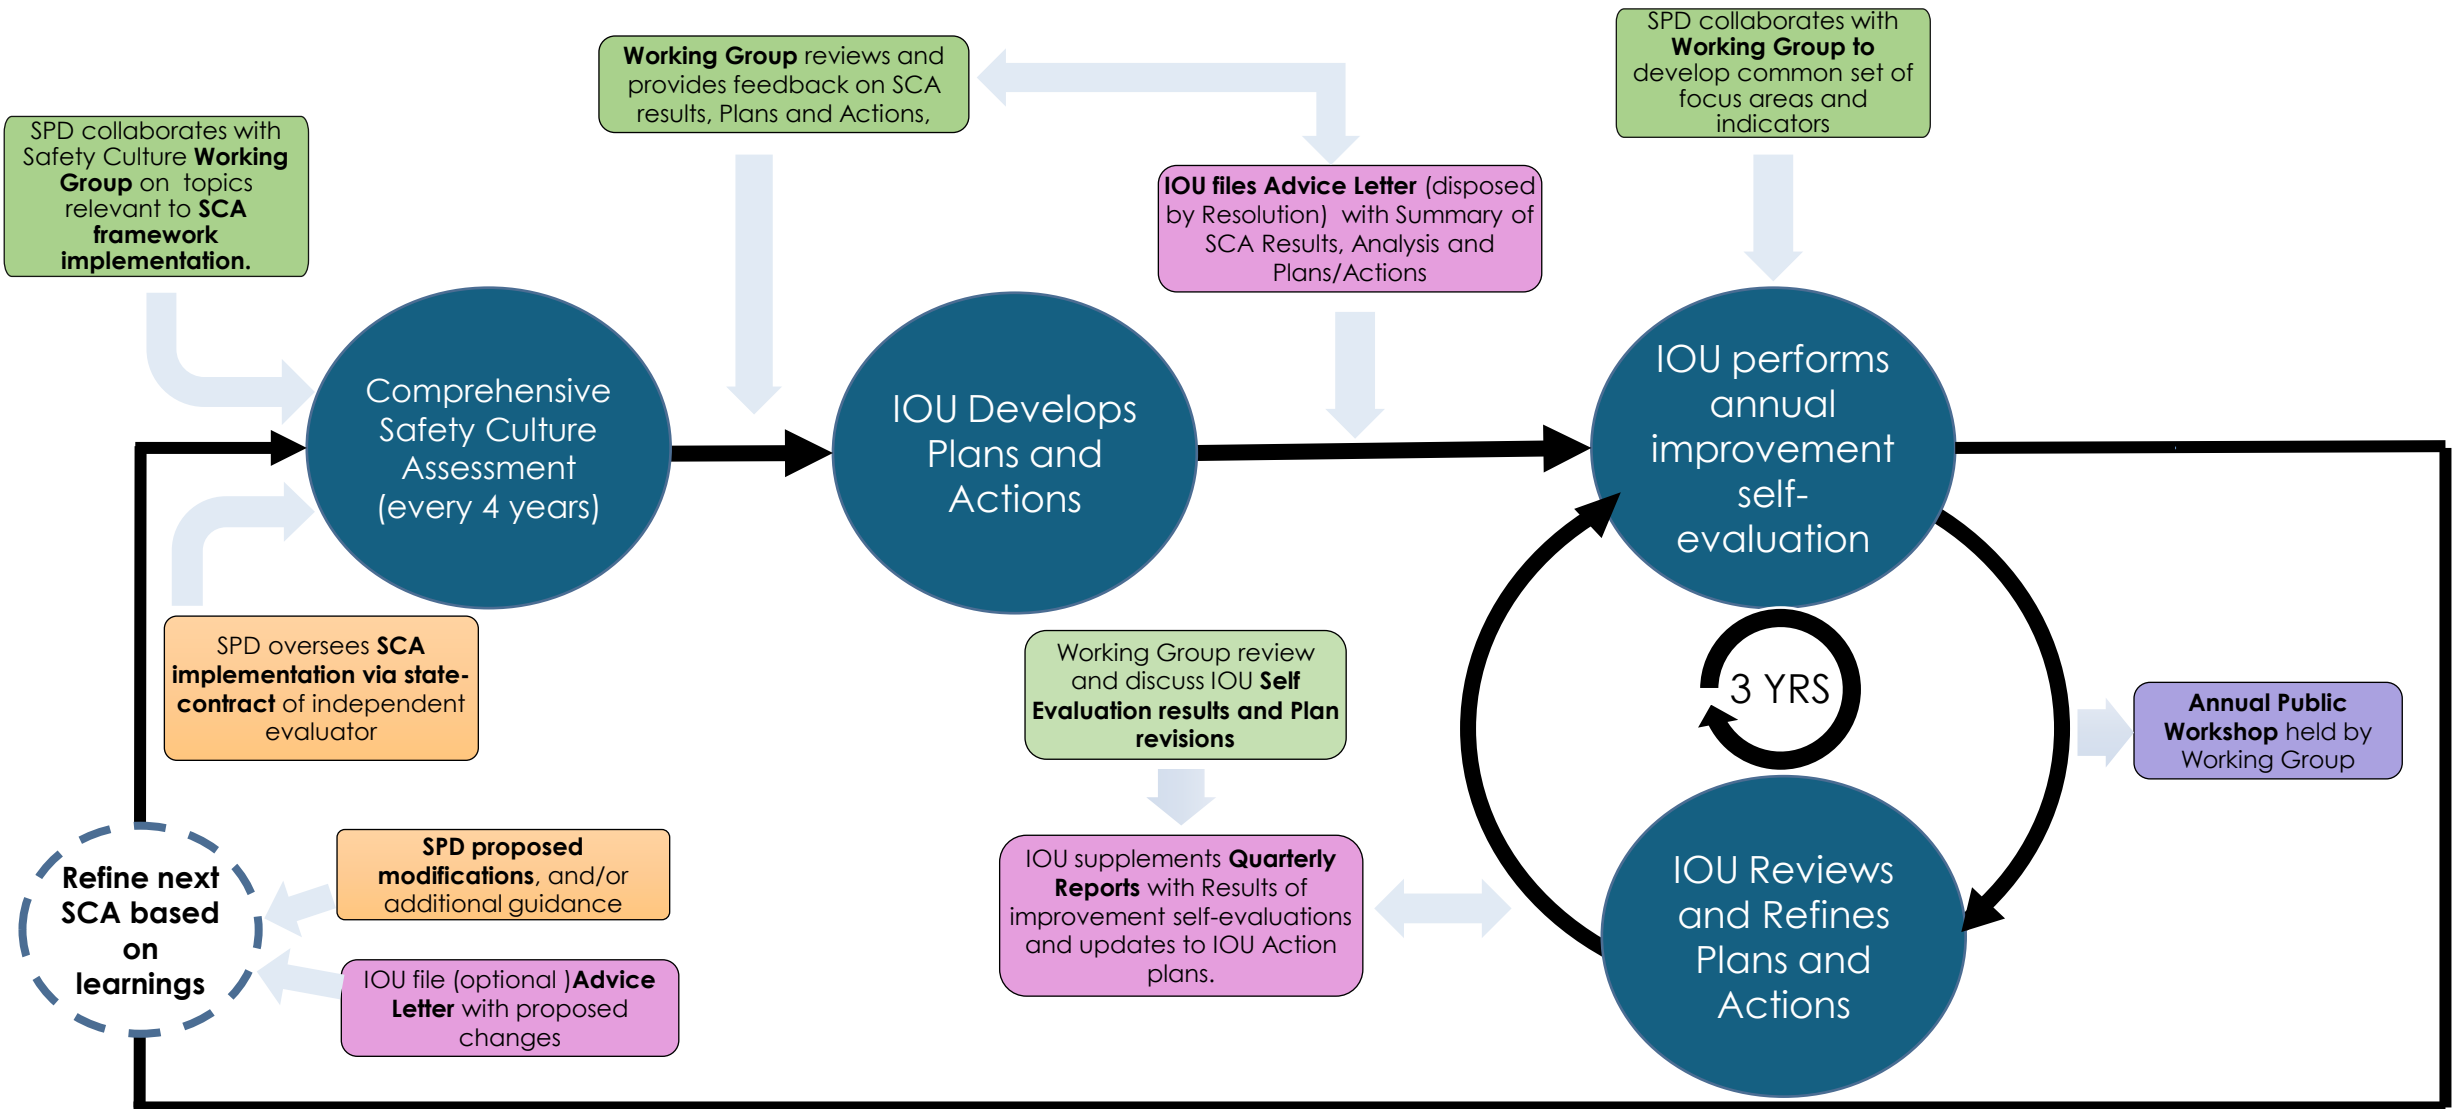 SPD collaborates with
Safety Culture Working
Group on topics
relevant to SCA
framework
implementation.
Working Group reviews and
provides feedback on SCA
results, Plans and Actions,
IOU files Advice Letter (disposed
by Resolution) with Summary of
SCA Results, Analysis and
Plans/Actions
SPD collaborates with
Working Group to
develop common set of
focus areas and
indicators
Comprehensive
Safety Culture
Assessment
(every 4 years)
IOU Develops
Plans and
Actions
IOU performs
annual
improvement
self-
evaluation
SPD oversees SCA
implementation via state-
contract of independent
evaluator
Working Group review
and discuss IOU Self
Evaluation results and Plan
revisions
3 YRS
Annual Public
Workshop held by
Working Group
Refine next
SCA based
on
learnings
SPD proposed
modifications, and/or
additional guidance
IOU file (optional )Advice
Letter with proposed
changes
IOU supplements Quarterly
Reports with Results of
improvement self-evaluations
and updates to IOU Action
plans.
IOU Reviews
and Refines
Plans and
Actions